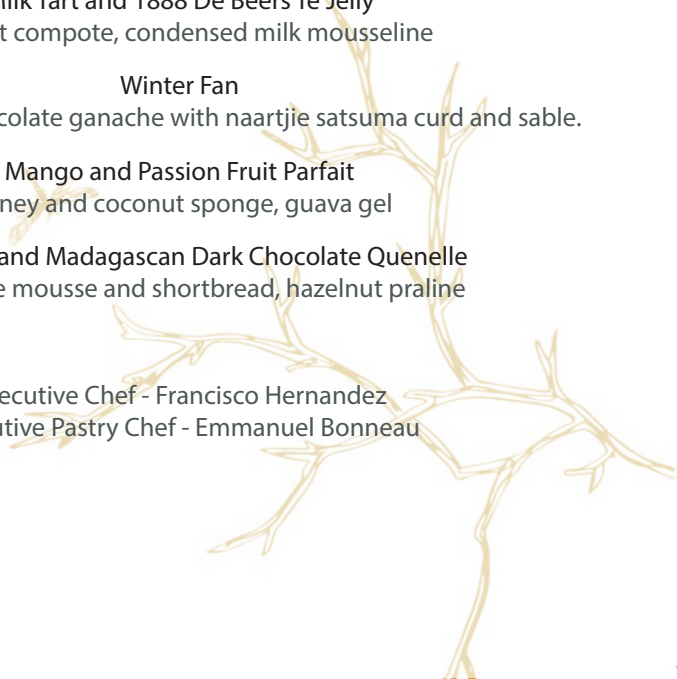 Milk Tart and 1888 De Beers Te Jelly
t compote, condensed milk mousseline
Winter Fan
colate ganache with naartjie satsuma curd and sable.
Mango and Passion Fruit Parfait
ney and coconut sponge, guava gel
and Madagascan Dark Chocolate Quenelle
e mousse and shortbread, hazelnut praline
ecutive Chef - Francisco Hernandez
utive Pastry Chef - Emmanuel Bonneau